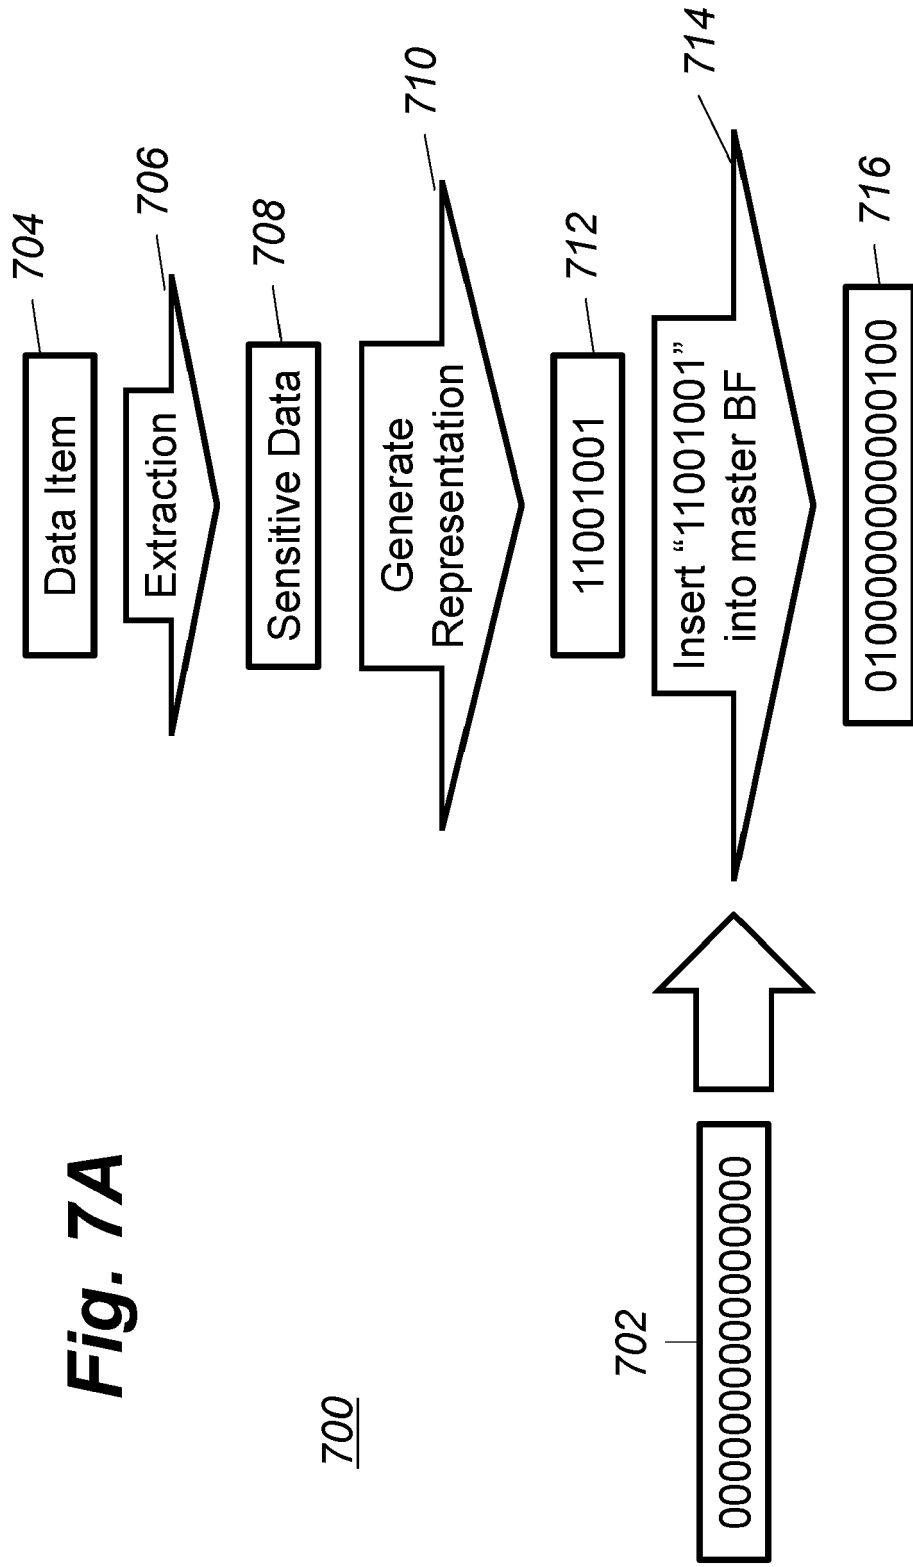 Fig. 7A
700
Data Item
704
Extraction
706
Sensitive Data
708
Generate
Representation
710
11001001
712
702
0000000000000000
Insert “11001001”
into master BF
714
0100000000000100
716